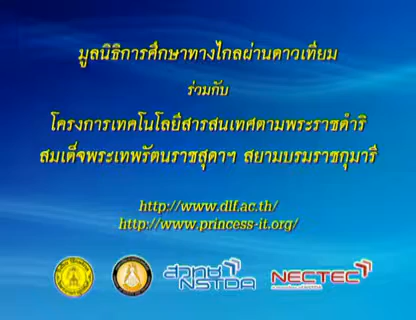 มูลนิธิการศึกษาทางไกลผ่านดาวเทียม
ร่วมกับ
โครงการเทคโนโลยีสารสนเทศตามพระราชดำริ
สมเด็จพระเทพรัตนราชสุดาฯ สยามบรมราชกุมารี
http://www.dlf.ac.th/
http://www.princess-it.org/
สวทช
NSTDA
NECTEC